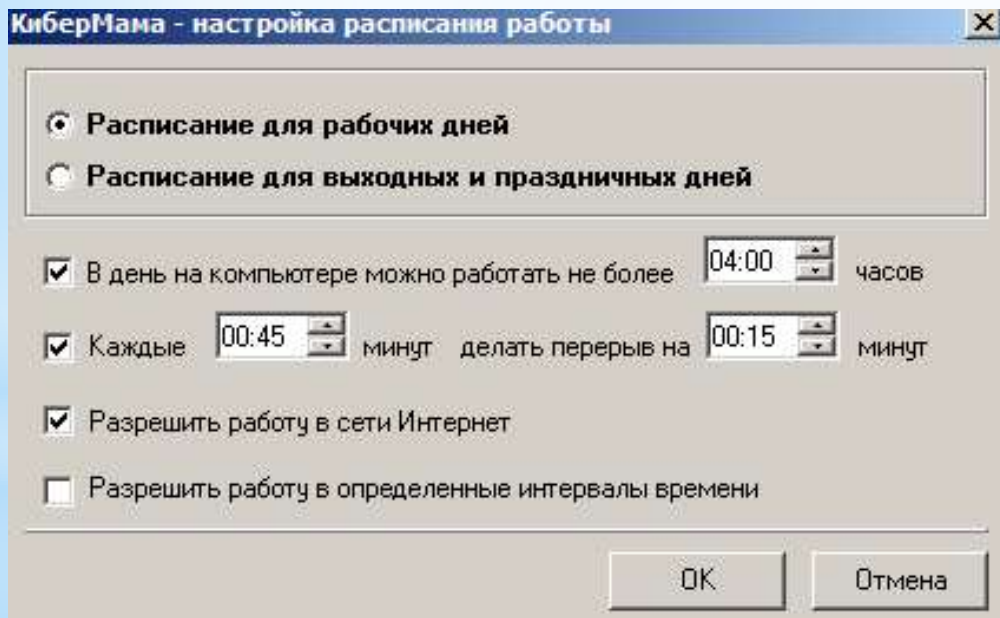 КиберМама - настройка расписания работы
Расписание для рабочих дней
Расписание для выходных и праздничных дней
В день на компьютере можно работать не более 04:00 часов
Каждые 00:45 минут делать перерыв на 00:15 минут
Разрешить работу в сети Интернет
Разрешить работу в определенные интервалы времени
OK Отмена